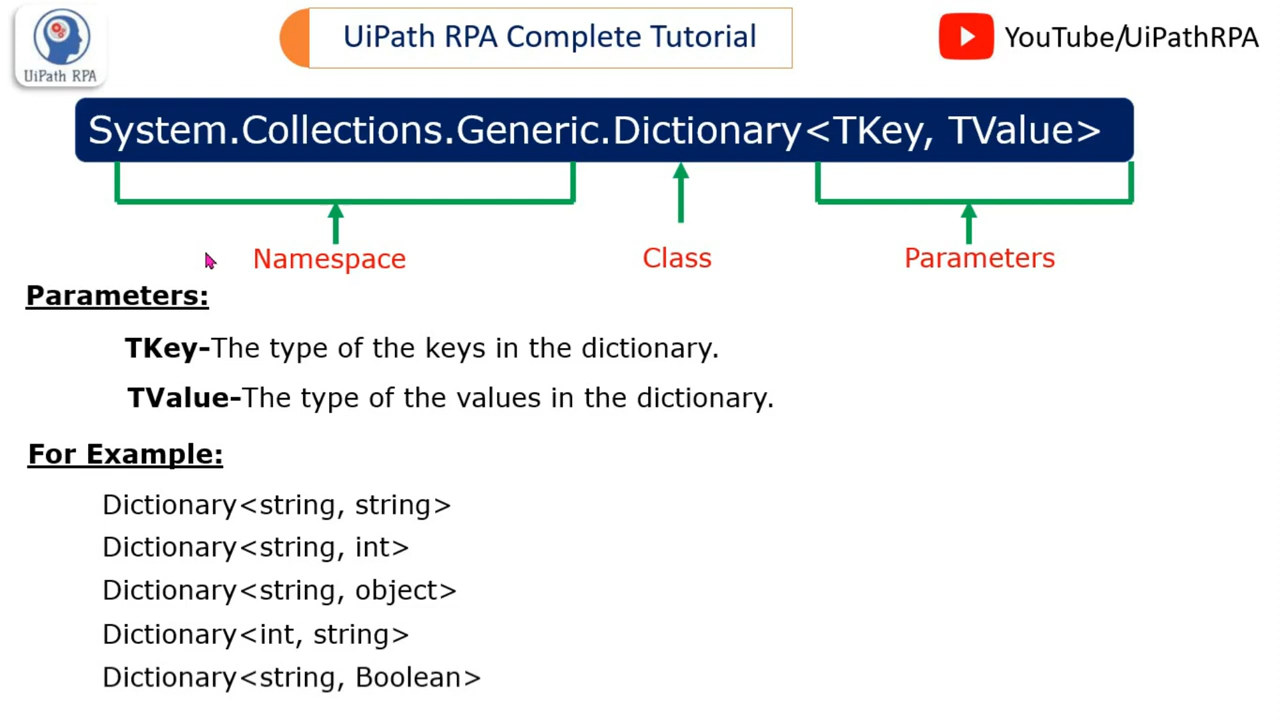 UiPath RPA
UiPath RPA Complete Tutorial
YouTube/UiPathRPA
System.Collections.Generic.Dictionary<TKey, TValue>
Namespace
Class
Parameters
Parameters:
TKey-The type of the keys in the dictionary.
TValue-The type of the values in the dictionary.
For Example:
Dictionary<string, string>
Dictionary<string, int>
Dictionary<string, object>
Dictionary<int, string>
Dictionary<string, Boolean>